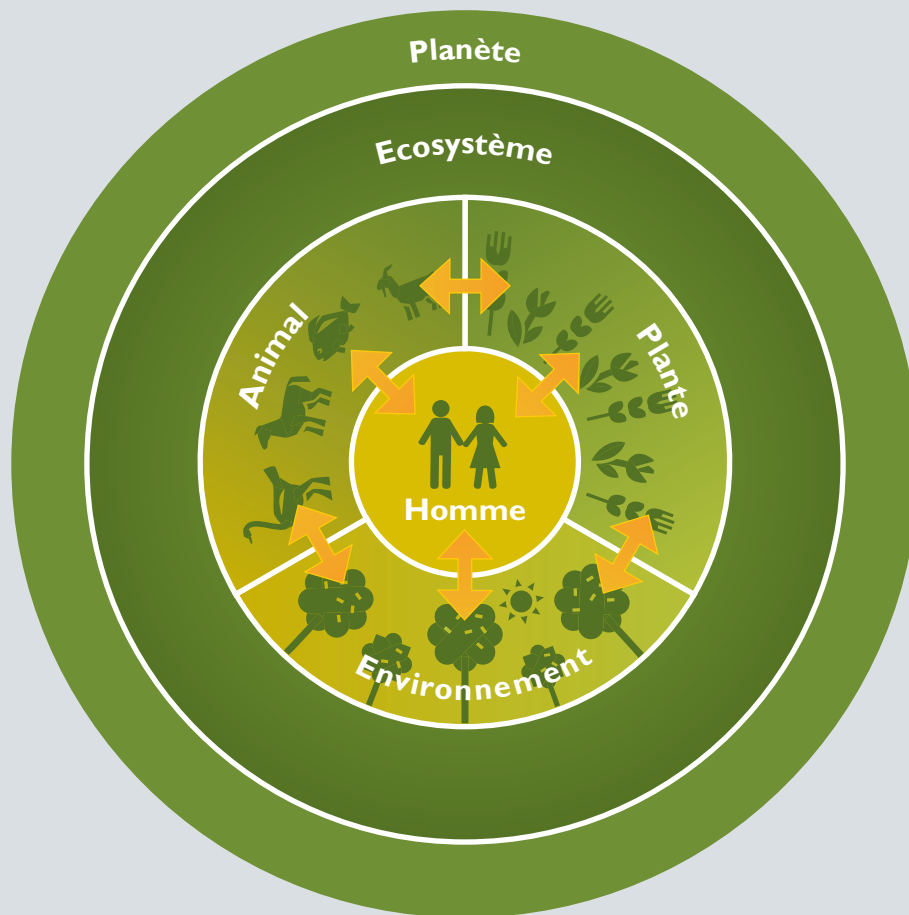 Planète
Ecosystème
Animal
Plante
Homme
Environnement